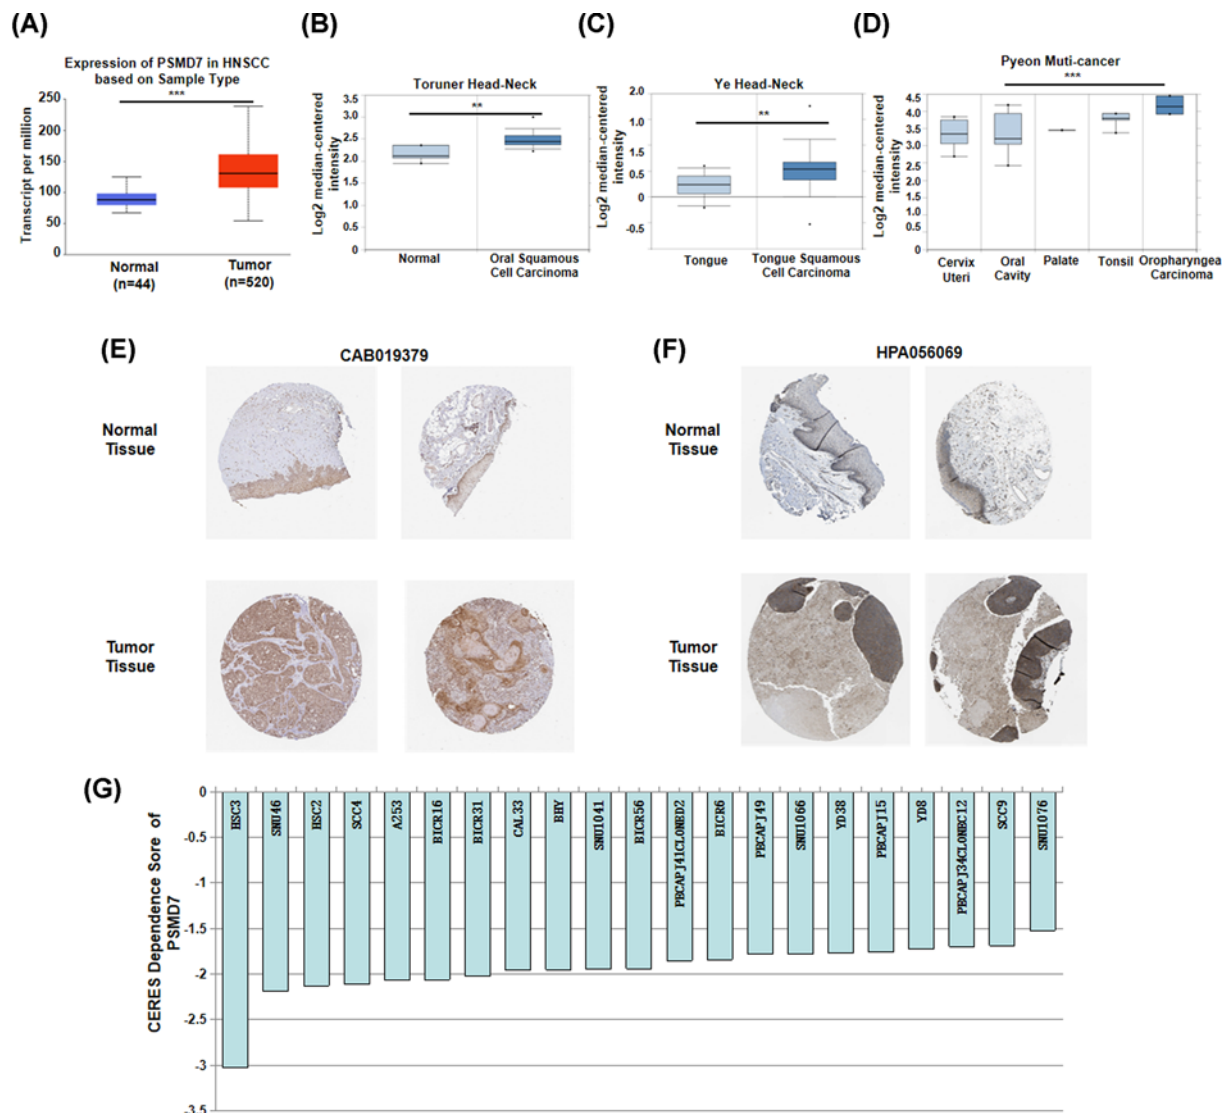 (A)
Expression of PSMD7 in HNSCC
based on Sample Type
***
Transcript per million
250
200
150
100
50
0
Normal
(n=44)
Tumor
(n=520)
(B)
Toruner Head-Neck
**
Log2 median-centered
intensity
3.5
3.0
2.5
2.2
2.1
1.5
1.0
0.5
0
Normal
Oral Squamous
Cell Carcinoma
(C)
Ye Head-Neck
**
Log2 median-centered
intensity
2.0
1.5
1.0
0.5
0
-0.5
Tongue
Tongue Squamous
Cell Carcinoma
(D)
Pyeon Muti-cancer
***
Log2 median-centered
intensity
4.5
4.0
3.5
3.0
2.5
2.0
1.5
1.0
0.5
0
Cervix
Uteri
Oral
Cavity
Palate
Tonsil
Oropharyngea
Carcinoma
(E)
CAB019379
Normal
Tissue
Tumor
Tissue
(F)
HPA056069
Normal
Tissue
Tumor
Tissue
(G)
CERES Dependence Sore of
PSMD7
0
-0.5
-1
-1.5
-2
-2.5
-3
-3.5
HSC3
SNU46
HSC2
SCC4
A253
BICR16
BICR31
CAL33
BHY
SNU1041
BICR56
PECAPJ41CLONED2
BICR6
PECAPJ49
SNU1066
YD38
PECAPJ15
YD8
PECAPJ34CLONEC12
SCC9
SNU1076